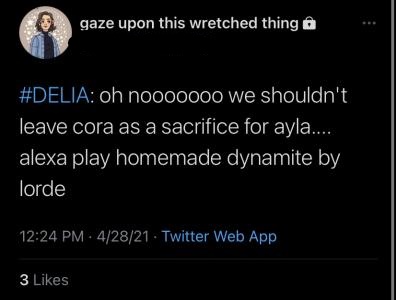 gaze upon this wretched thing
#DELIA: oh nooooooo we shouldn't
leave cora as a sacrifice for ayla....
alexa play homemade dynamite by
lorde
12:24 PM · 4/28/21 · Twitter Web App
3 Likes